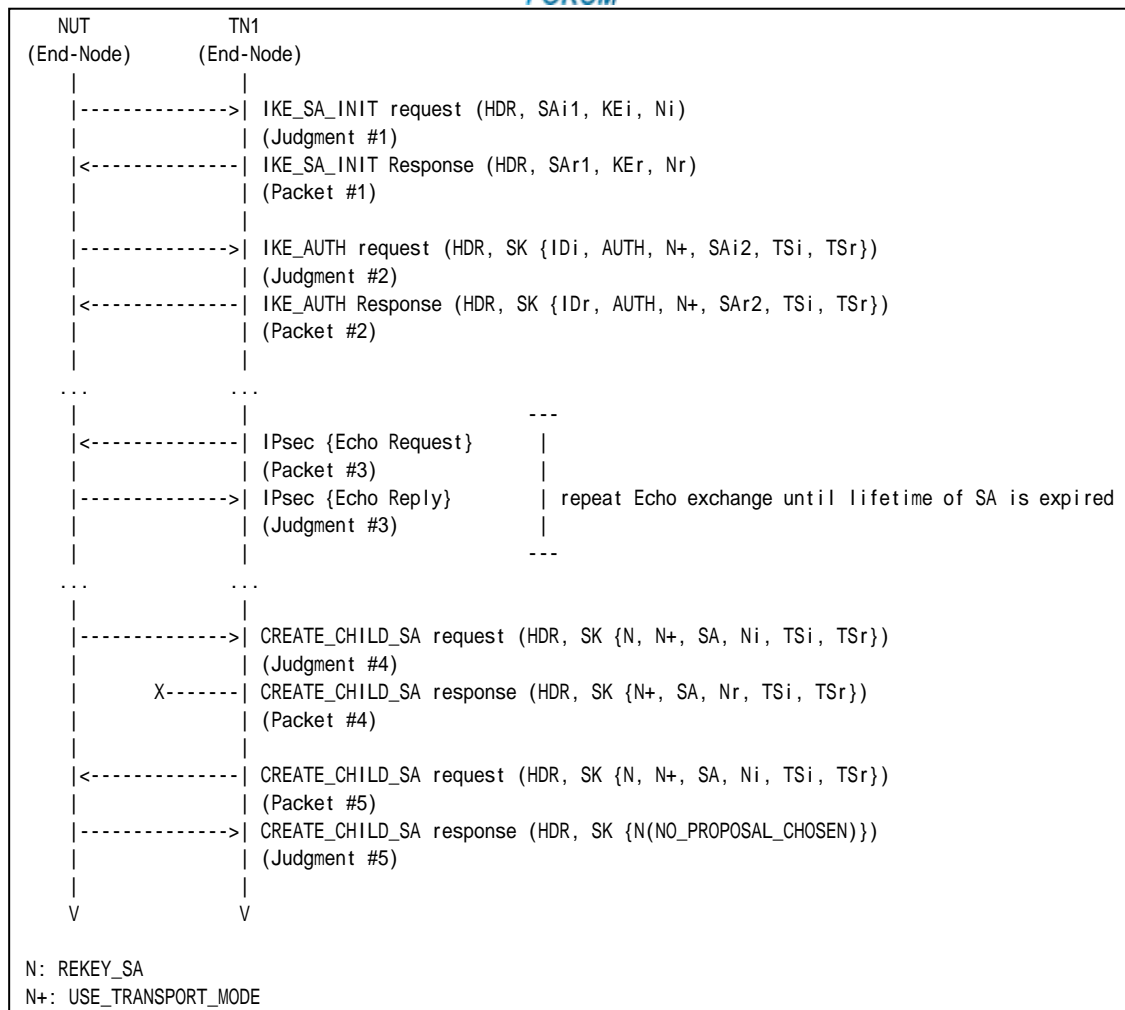 FORUM
NUT TN1
(End-Node) (End-Node)
| |
|-------------->| IKE_SA_INIT request (HDR, SAi1, KEi, Ni)
| | (Judgment #1)
|<--------------| IKE_SA_INIT Response (HDR, SAr1, KEr, Nr)
| | (Packet #1)
| |
|-------------->| IKE_AUTH request (HDR, SK {IDi, AUTH, N+, SAi2, TSi, TSr})
| | (Judgment #2)
|<--------------| IKE_AUTH Response (HDR, SK {IDr, AUTH, N+, SAr2, TSi, TSr})
| | (Packet #2)
| |
... ...
| | ---
|<--------------| IPsec {Echo Request} |
| | (Packet #3) |
|-------------->| IPsec {Echo Reply} | repeat Echo exchange until lifetime of SA is expired
| | (Judgment #3) |
| | ---
... ...
| |
|-------------->| CREATE_CHILD_SA request (HDR, SK {N, N+, SA, Ni, TSi, TSr})
| | (Judgment #4)
| X-------| CREATE_CHILD_SA response (HDR, SK {N+, SA, Nr, TSi, TSr})
| | (Packet #4)
| |
|<--------------| CREATE_CHILD_SA request (HDR, SK {N, N+, SA, Ni, TSi, TSr})
| | (Packet #5)
|-------------->| CREATE_CHILD_SA response (HDR, SK {N(NO_PROPOSAL_CHOSEN)})
| | (Judgment #5)
| |
V V
N: REKEY_SA
N+: USE_TRANSPORT_MODE